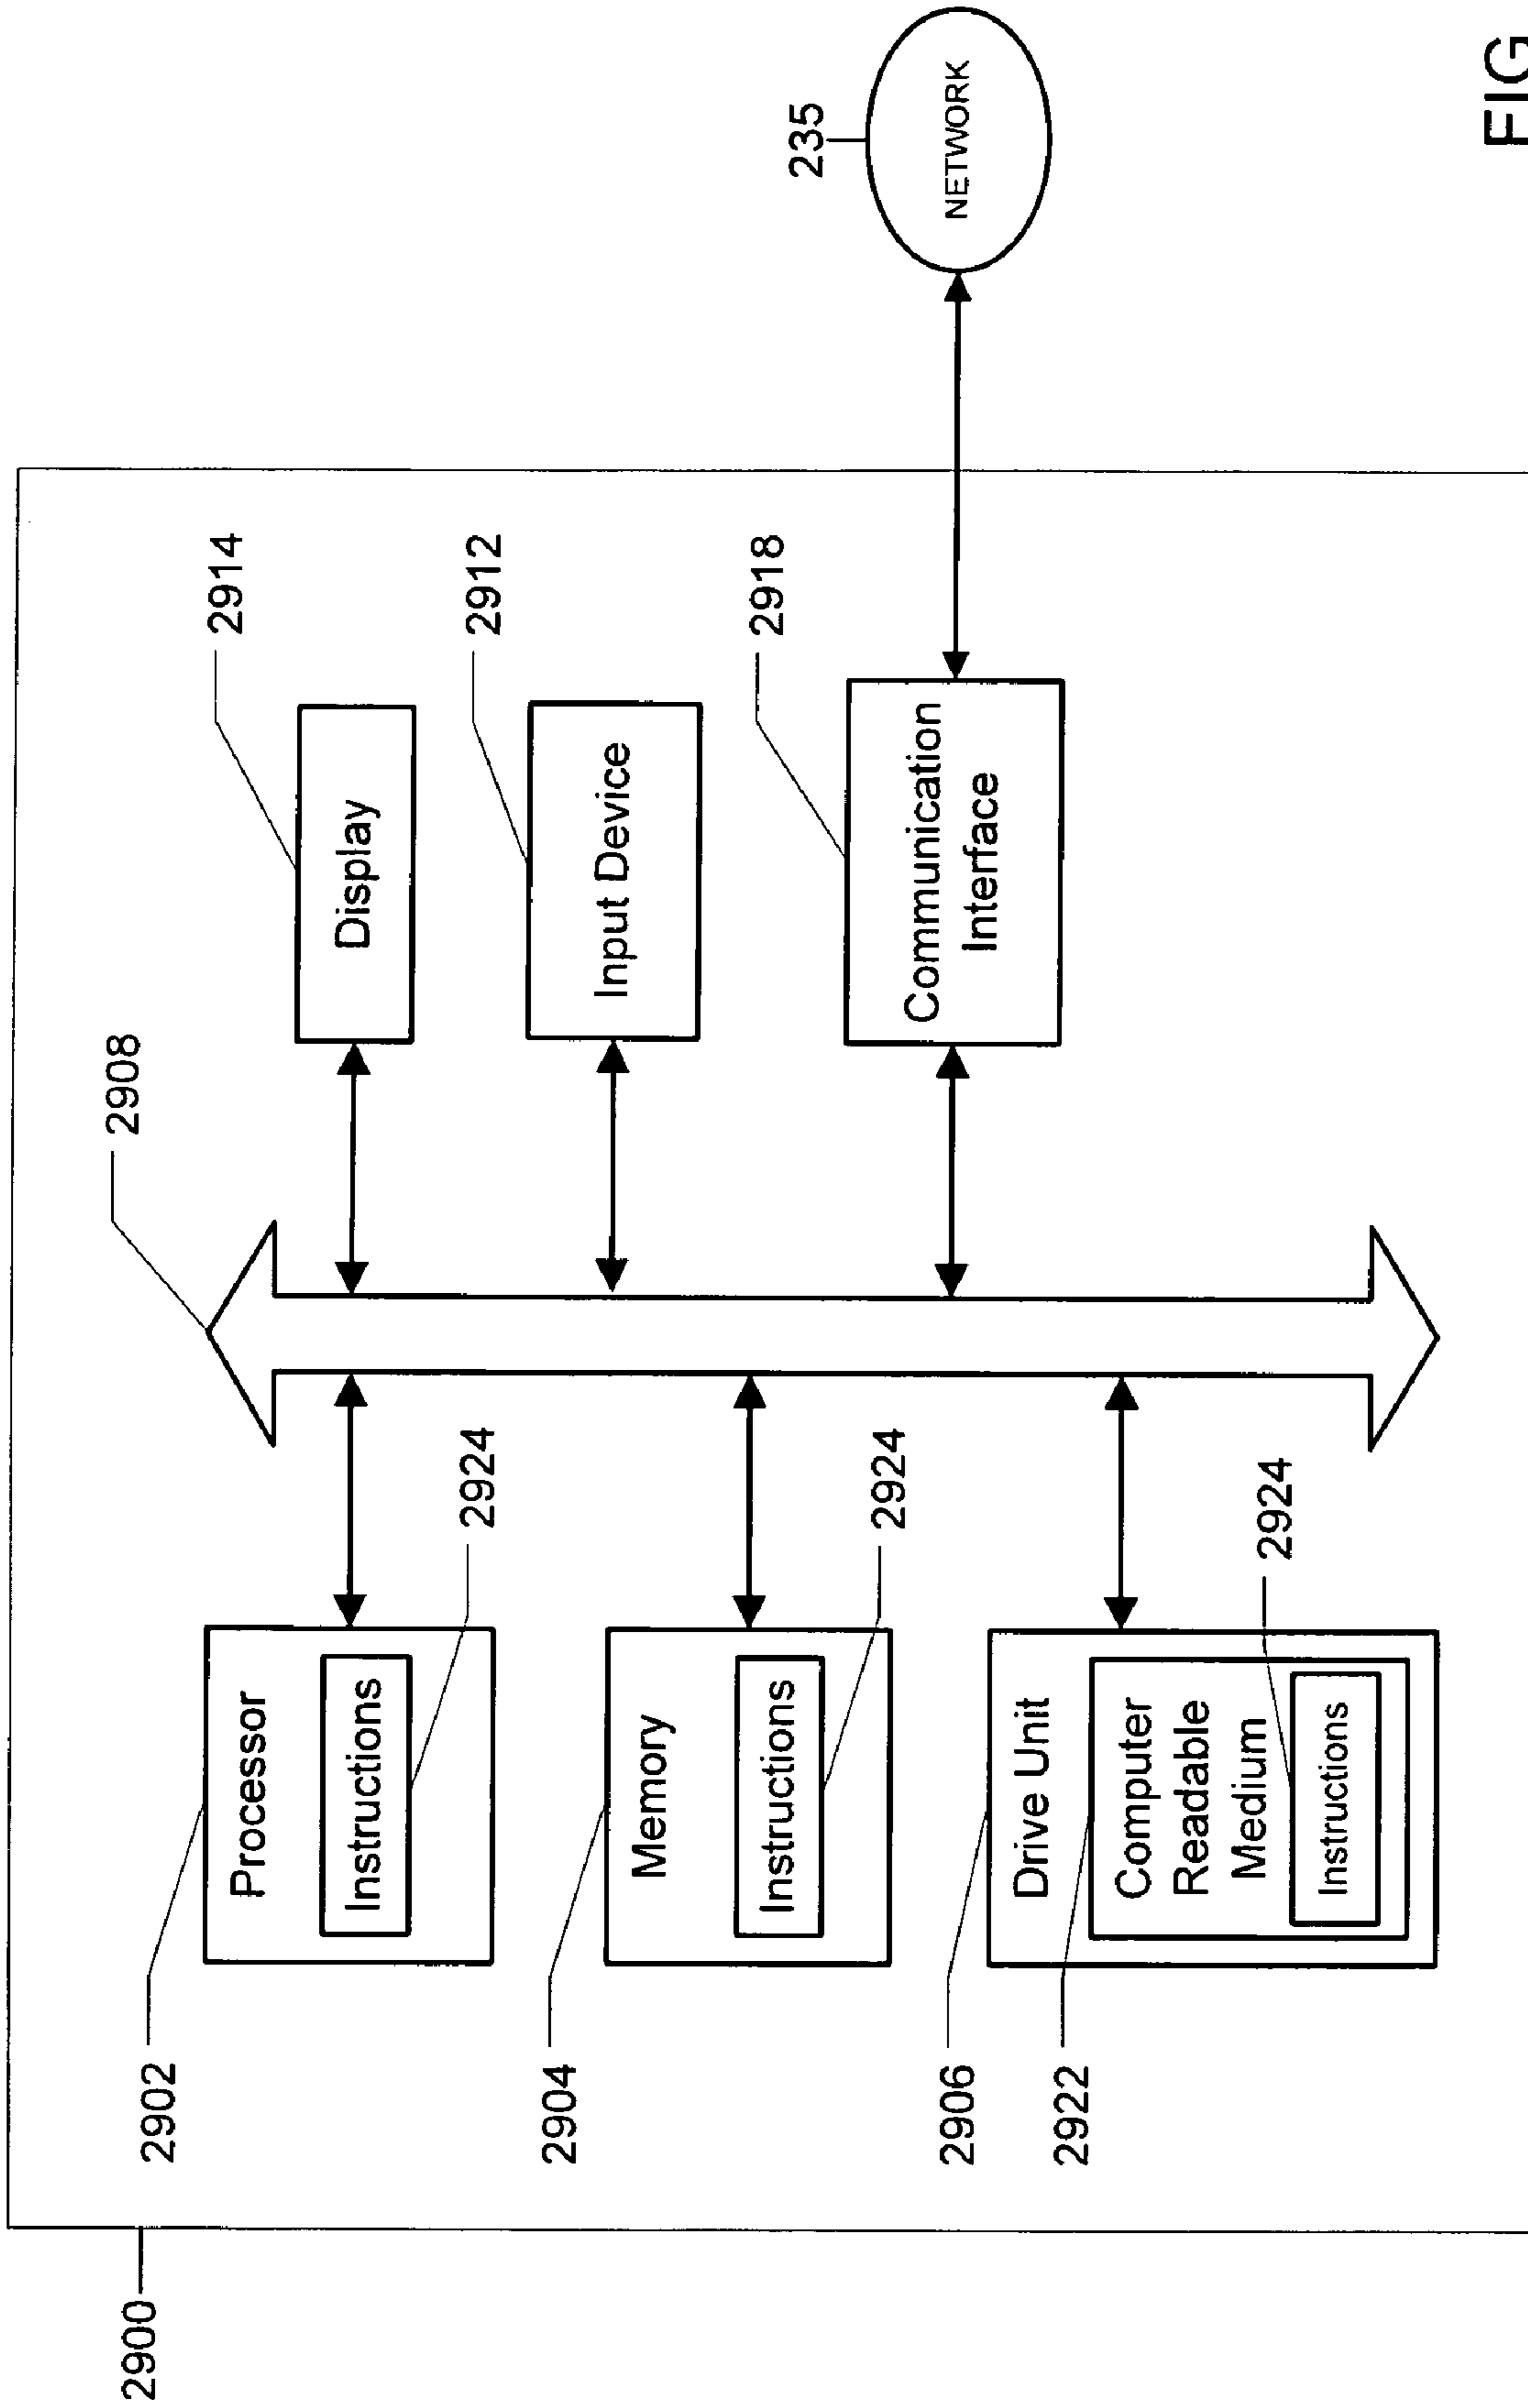 2900
2902
Processor
Instructions
2924
2904
Memory
Instructions
2924
2906
2922
Drive Unit
Computer
Readable
Medium
Instructions
2924
2908
2914
Display
2912
Input Device
2918
Communication
Interface
235
NETWORK
FIG